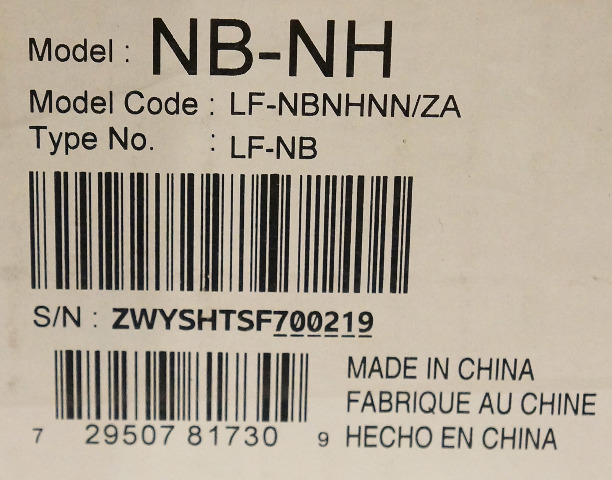 Model : NB-NH
Model Code : LF-NBNHNN/ZA
Type No. : LF-NB
S/N : ZWYSHTSF700219
7 29507 81730 9
MADE IN CHINA
FABRIQUE AU CHINE
HECHO EN CHINA